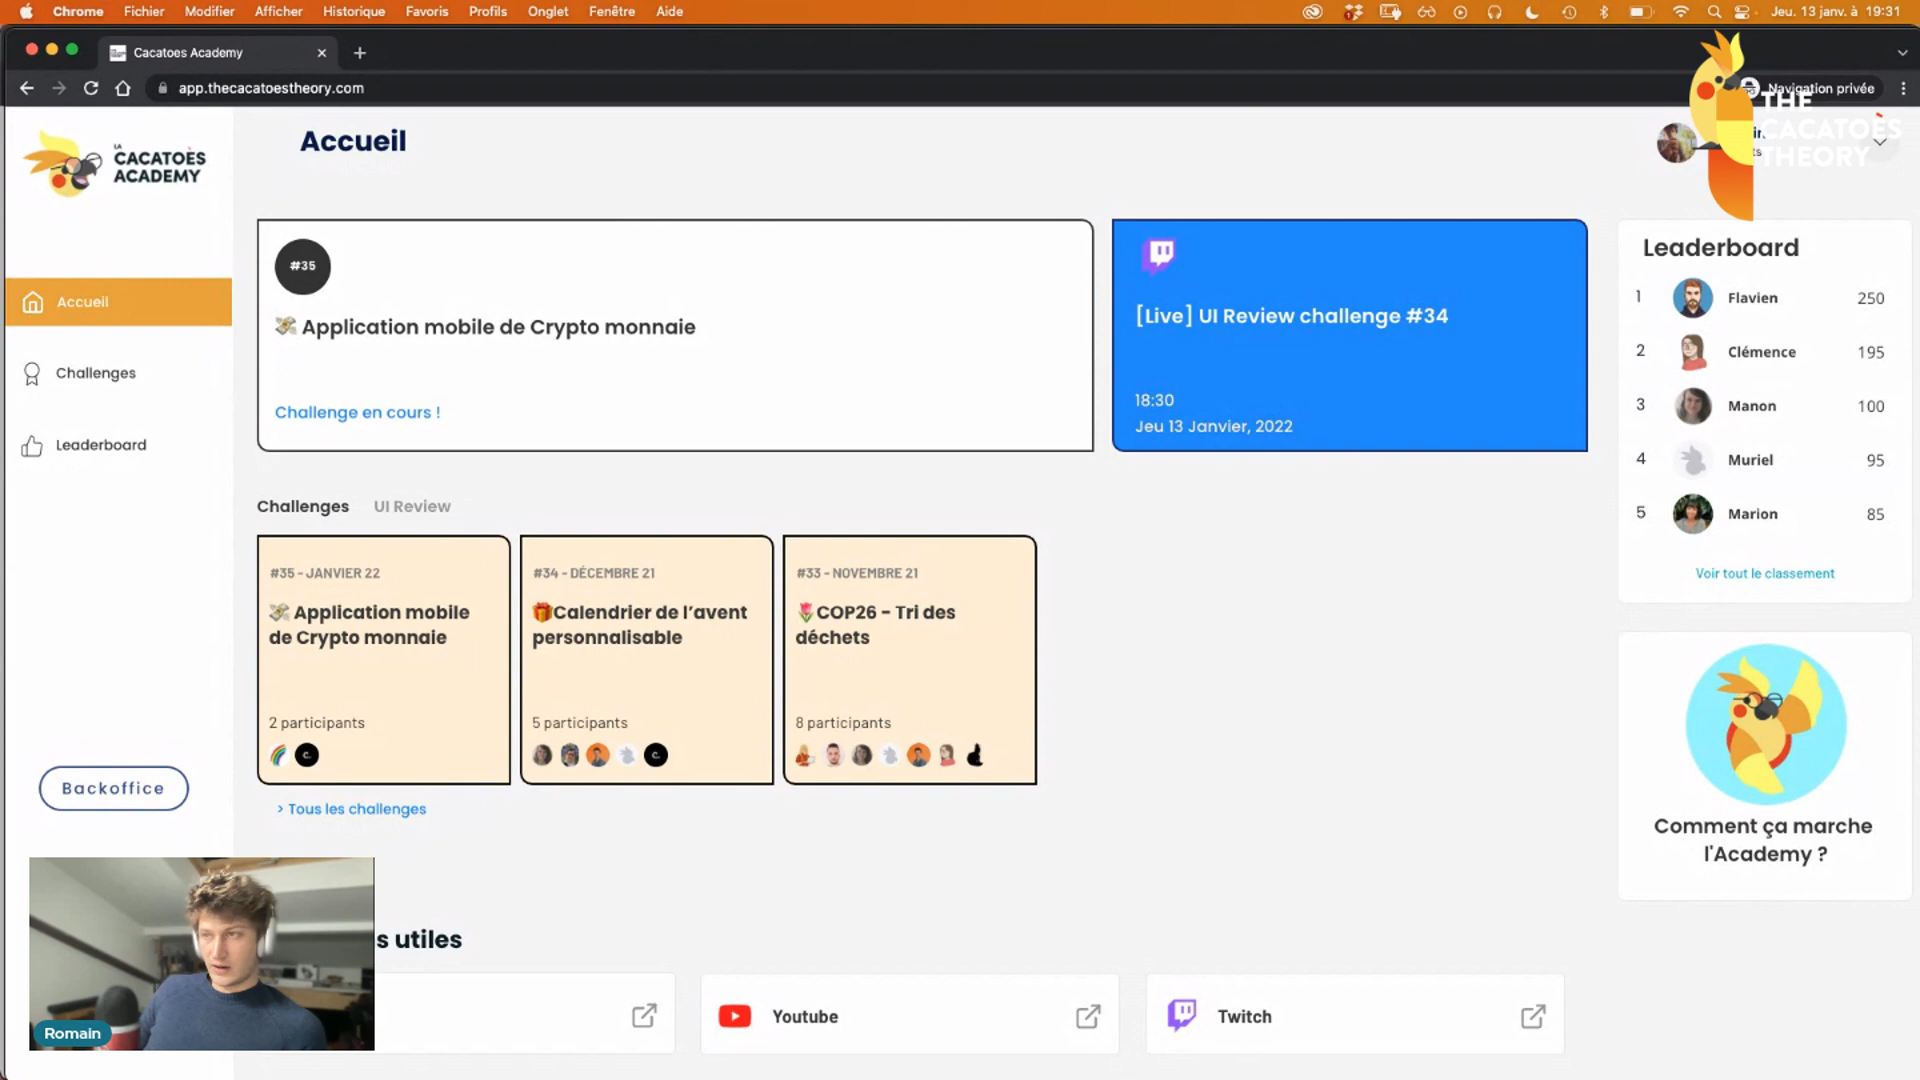 Chrome Fichier Modifier Afficher Historique Favoris Profils Onglet Fenêtre Aide
Jeu. 13 janv. à 19:31
Cacatoes Academy
app.thecacatoestheory.com
Navigation privée
THE
CACATOÈS
THEORY
LA
CACATOÈS
ACADEMY
Accueil
Accueil
Challenges
Leaderboard
Backoffice
#35
💸 Application mobile de Crypto monnaie
Challenge en cours !
[Live] UI Review challenge #34
18:30
Jeu 13 Janvier, 2022
Challenges UI Review
#35 - JANVIER 22
💸 Application mobile
de Crypto monnaie
2 participants
#34 - DÉCEMBRE 21
🎁Calendrier de l’avent
personnalisable
5 participants
#33 - NOVEMBRE 21
🌷COP26 - Tri des
déchets
8 participants
> Tous les challenges
Leaderboard
1 Flavien 250
2 Clémence 195
3 Manon 100
4 Muriel 95
5 Marion 85
Voir tout le classement
Comment ça marche
l'Academy ?
s utiles
Youtube
Twitch
Romain